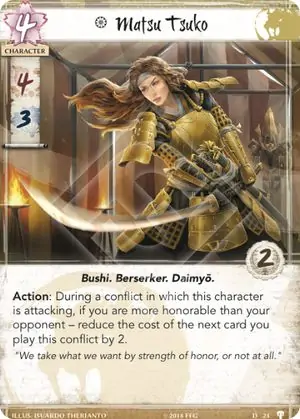 4
Matsu Tsuko
CHARACTER
4
3
2
Bushi. Berserker. Daimyō.
Action: During a conflict in which this character
is attacking, if you are more honorable than your
opponent – reduce the cost of the next card you
play this conflict by 2.
"We take what we want by strength of honor, or not at all."
ILLUS: ISUARDO THERIANTO
© 2018 FFG
D 24